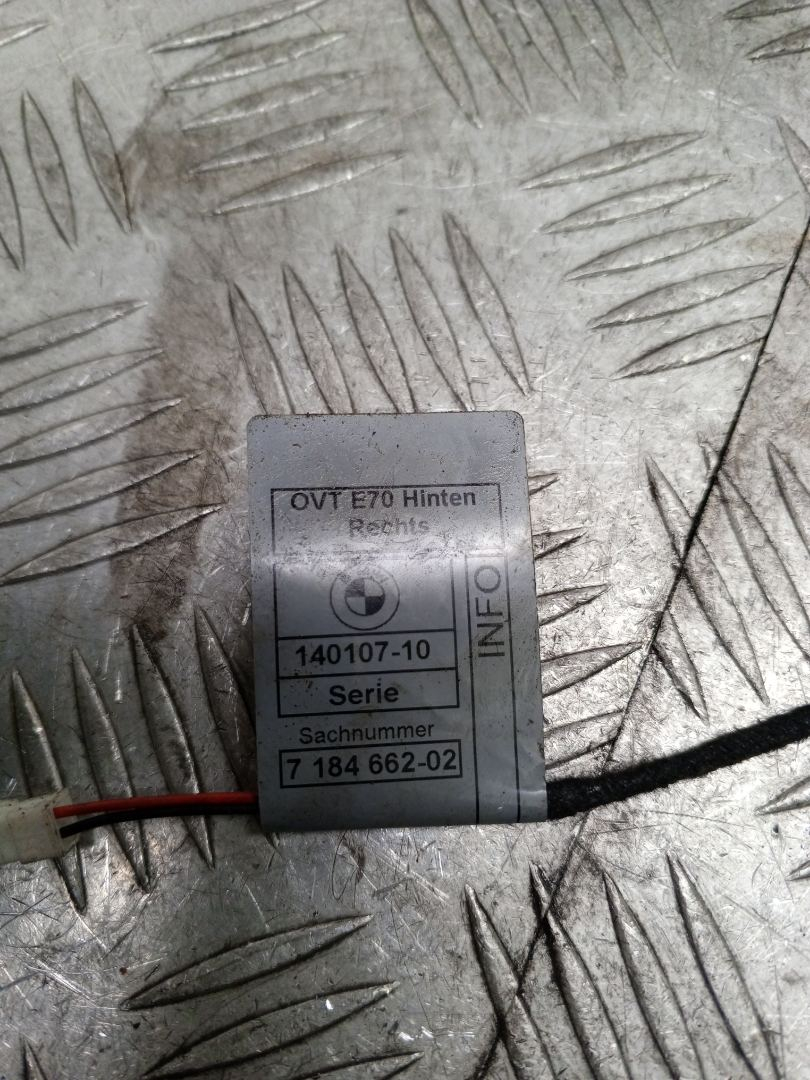 OVT E70 Hinten
Rechts
140107-10
Serie
Sachnummer
7 184 662-02
INFO